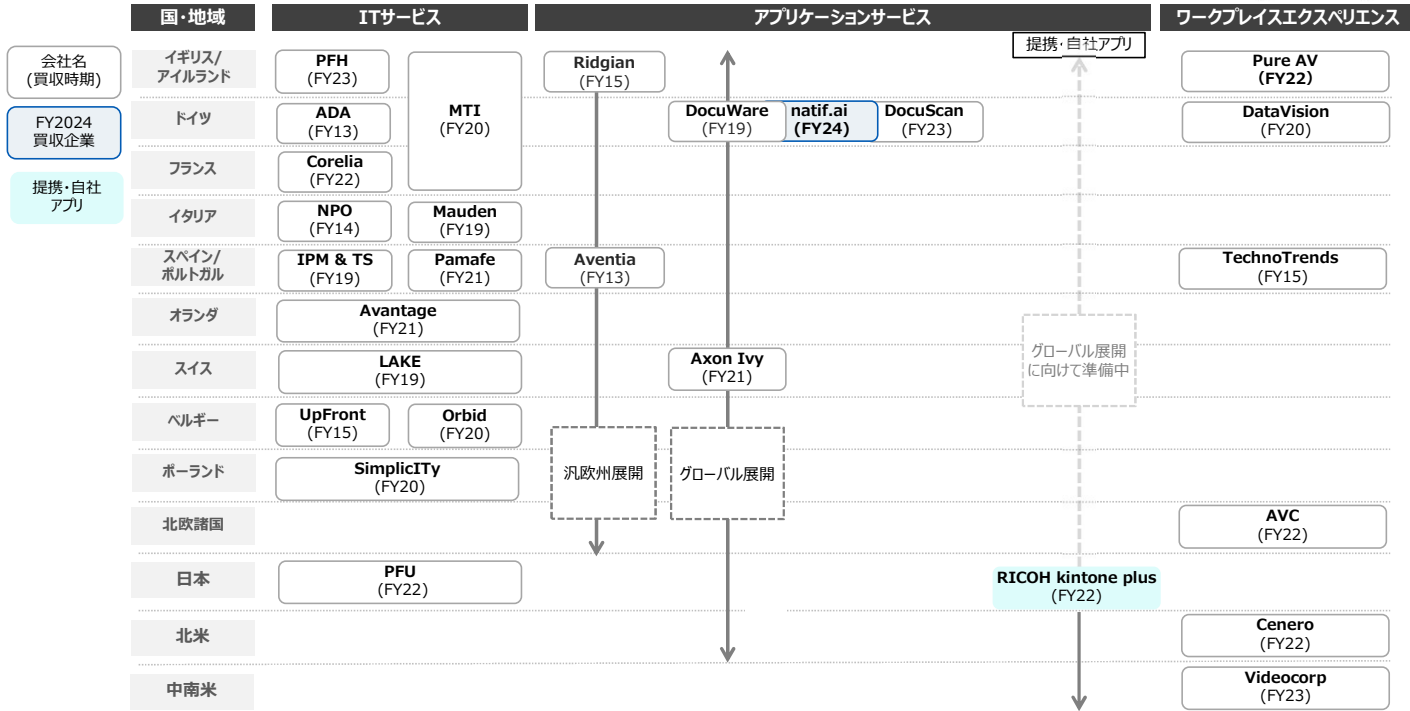 国・地域
ITサービス
アプリケーションサービス
ワークプレイスエクスペリエンス
会社名
(買収時期)
FY2024
買収企業
提携・自社
アプリ
イギリス/
アイルランド
PFH
(FY23)
MTI
(FY20)
Ridgian
(FY15)
提携・自社アプリ
Pure AV
(FY22)
ドイツ
ADA
(FY13)
DocuWare
(FY19)
natif.ai
(FY24)
DocuScan
(FY23)
DataVision
(FY20)
フランス
Corelia
(FY22)
イタリア
NPO
(FY14)
Mauden
(FY19)
スペイン/
ポルトガル
IPM & TS
(FY19)
Pamafe
(FY21)
Aventia
(FY13)
TechnoTrends
(FY15)
オランダ
Avantage
(FY21)
スイス
LAKE
(FY19)
Axon Ivy
(FY21)
グローバル展開
に向けて準備中
ベルギー
UpFront
(FY15)
Orbid
(FY20)
ポーランド
SimplicITy
(FY20)
汎欧州展開
グローバル展開
北欧諸国
AVC
(FY22)
日本
PFU
(FY22)
RICOH kintone plus
(FY22)
北米
Cenero
(FY22)
中南米
Videocorp
(FY23)